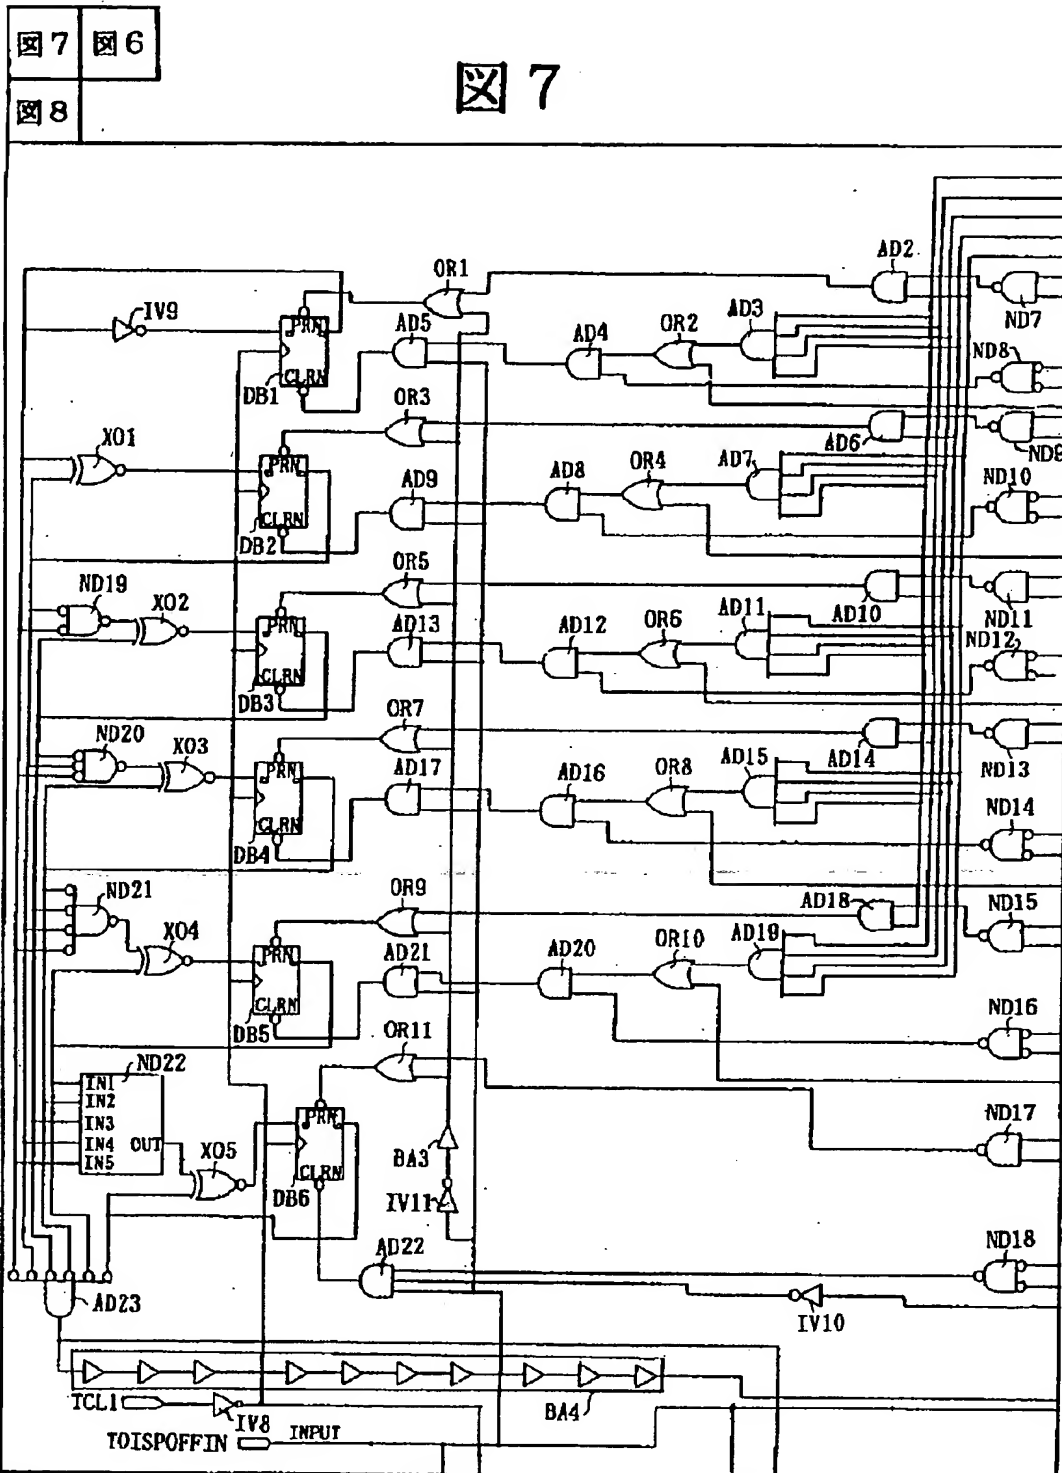 図7 図6
図8
図 7
OR1
AD2
IV9
PRN
AD5
AD4
OR2
AD3
ND7
ND8
CLRN
DB1
OR3
AD6
ND9
XO1
PRN
AD9
AD8
OR4
AD7
ND10
CLRN
DB2
ND19
XO2
OR5
AD10
ND11
PRN
AD13
AD12
OR6
AD11
ND12
CLRN
DB3
ND20
XO3
OR7
AD14
ND13
PRN
AD17
AD16
OR8
AD15
ND14
CLRN
DB4
ND21
XO4
OR9
AD18
ND15
PRN
AD21
AD20
OR10
AD19
CLRN
DB5
ND16
ND22
OR11
IN1
IN2
IN3
IN4
IN5
OUT
XO5
PRN
CLRN
DB6
BA3
IV11
ND17
AD22
ND18
AD23
IV10
BA4
TCL1
IV8
TOISPOFFIN INPUT